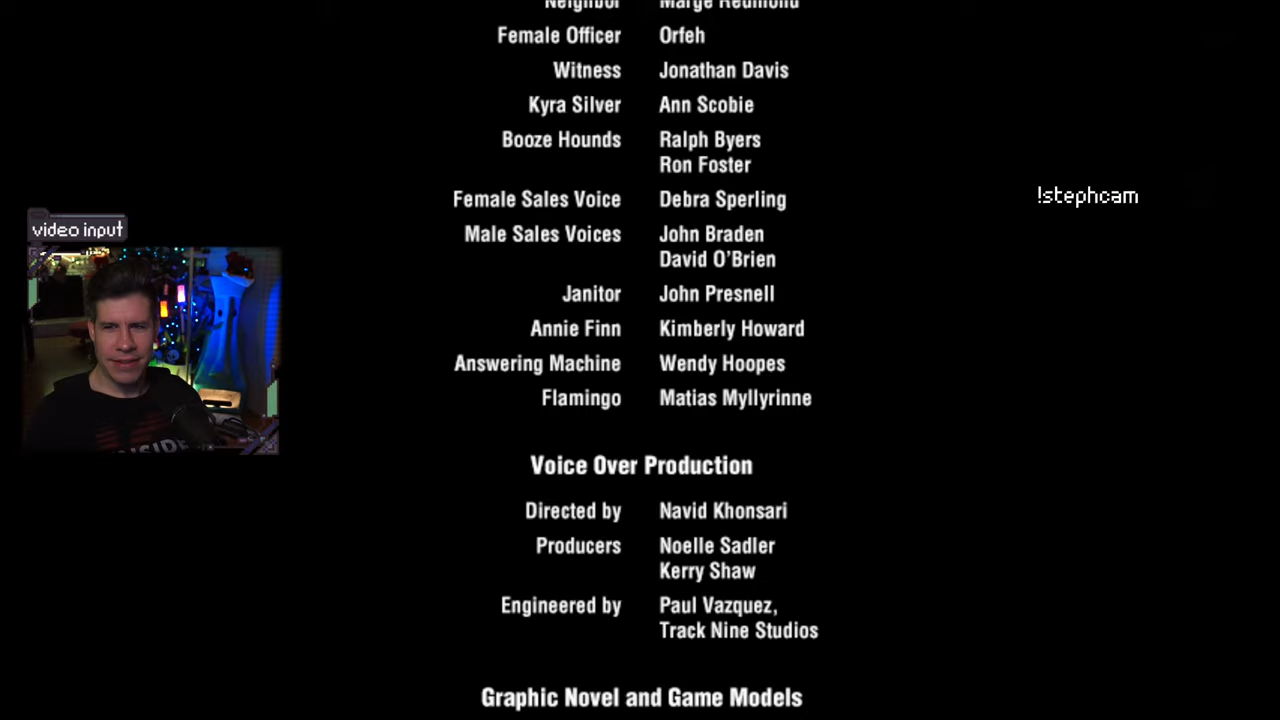 Neighbor Marge Redmond
Female Officer Orfeh
Witness Jonathan Davis
Kyra Silver Ann Scobie
Booze Hounds Ralph Byers
Ron Foster
Female Sales Voice Debra Sperling
!stephcam
video input
Male Sales Voices John Braden
David O'Brien
Janitor John Presnell
Annie Finn Kimberly Howard
Answering Machine Wendy Hoopes
Flamingo Matias Myllyrinne
Voice Over Production
Directed by Navid Khonsari
Producers Noelle Sadler
Kerry Shaw
Engineered by Paul Vazquez,
Track Nine Studios
Graphic Novel and Game Models